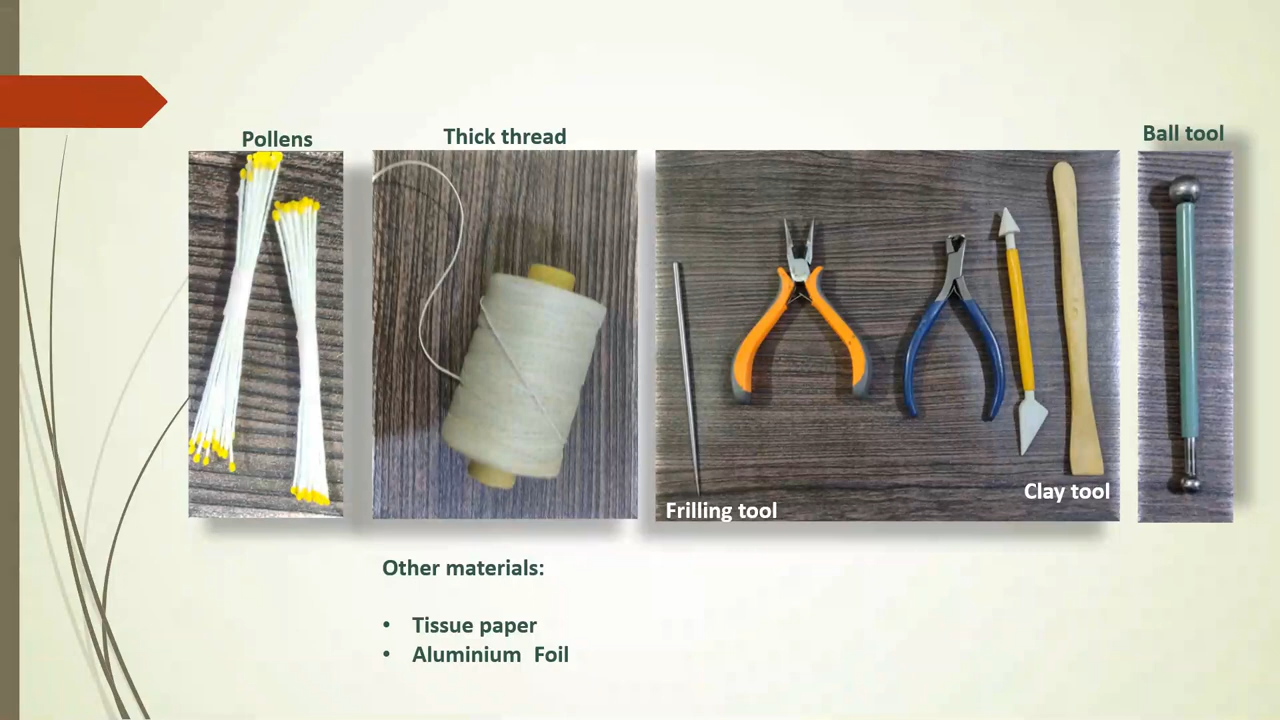 Pollens
Thick thread
Ball tool
Frilling tool
Clay tool
Other materials:
• Tissue paper
• Aluminium  Foil